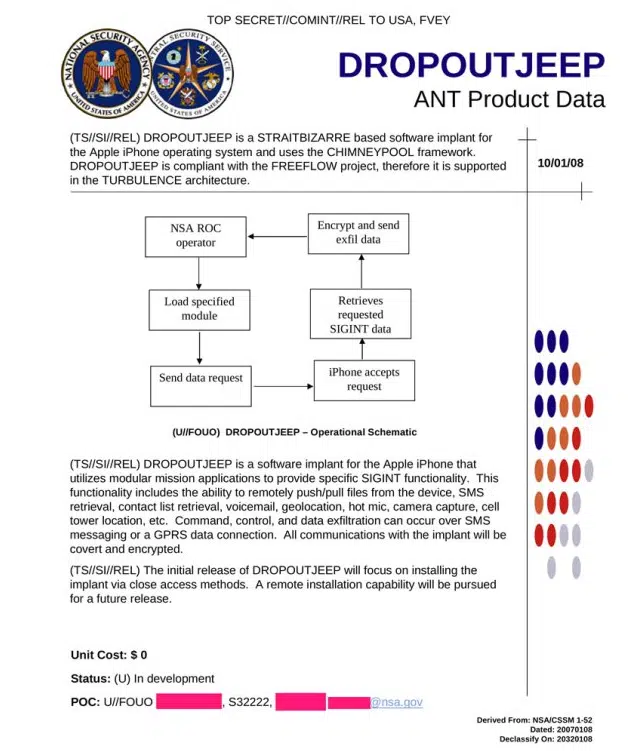 TOP SECRET//COMINT//REL TO USA, FVEY
NATIONAL SECURITY AGENCY
UNITED STATES OF AMERICA
CENTRAL SECURITY SERVICE
UNITED STATES OF AMERICA
DROPOUTJEEP
ANT Product Data
(TS//SI//REL) DROPOUTJEEP is a STRAITBIZARRE based software implant for
the Apple iPhone operating system and uses the CHIMNEYPOOL framework.
DROPOUTJEEP is compliant with the FREEFLOW project, therefore it is supported
in the TURBULENCE architecture.
10/01/08
NSA ROC
operator
Encrypt and send
exfil data
Load specified
module
Retrieves
requested
SIGINT data
Send data request
iPhone accepts
request
(U//FOUO) DROPOUTJEEP – Operational Schematic
(TS//SI//REL) DROPOUTJEEP is a software implant for the Apple iPhone that
utilizes modular mission applications to provide specific SIGINT functionality. This
functionality includes the ability to remotely push/pull files from the device, SMS
retrieval, contact list retrieval, voicemail, geolocation, hot mic, camera capture, cell
tower location, etc. Command, control, and data exfiltration can occur over SMS
messaging or a GPRS data connection. All communications with the implant will be
covert and encrypted.
(TS//SI//REL) The initial release of DROPOUTJEEP will focus on installing the
implant via close access methods. A remote installation capability will be pursued
for a future release.
Unit Cost: $ 0
Status: (U) In development
POC: U//FOUO , S32222, @nsa.gov
Derived From: NSA/CSSM 1-52
Dated: 20070108
Declassify On: 20320108